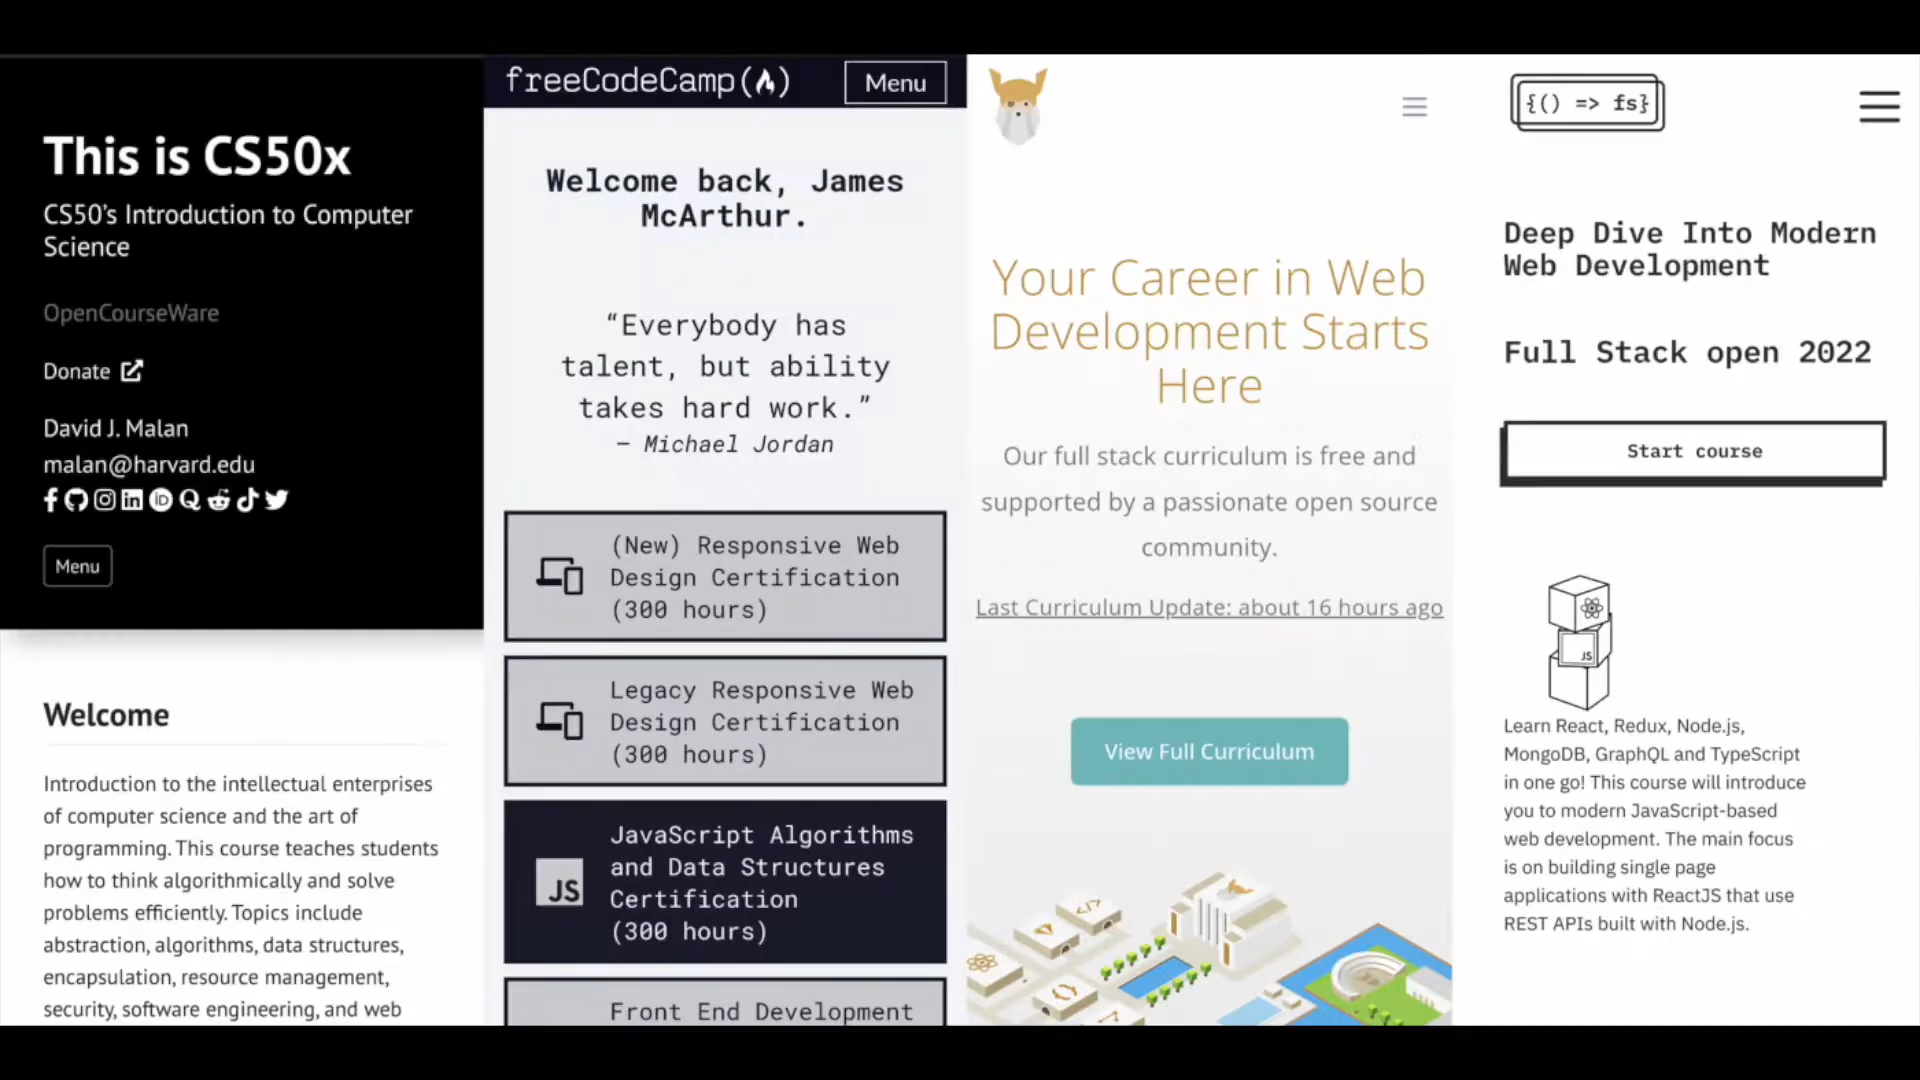 This is CS50x
CS50’s Introduction to Computer
Science
OpenCourseWare
Donate
David J. Malan
malan@harvard.edu
Menu
Welcome
Introduction to the intellectual enterprises
of computer science and the art of
programming. This course teaches students
how to think algorithmically and solve
problems efficiently. Topics include
abstraction, algorithms, data structures,
encapsulation, resource management,
security, software engineering, and web
freeCodeCamp(🔥)
Menu
Welcome back, James
McArthur.
“Everybody has
talent, but ability
takes hard work.”
— Michael Jordan
(New) Responsive Web
Design Certification
(300 hours)
Legacy Responsive Web
Design Certification
(300 hours)
JS
JavaScript Algorithms
and Data Structures
Certification
(300 hours)
Front End Development
Your Career in Web
Development Starts
Here
Our full stack curriculum is free and
supported by a passionate open source
community.
Last Curriculum Update: about 16 hours ago
View Full Curriculum
{() => fs}
Deep Dive Into Modern
Web Development
Full Stack open 2022
Start course
JS
Learn React, Redux, Node.js,
MongoDB, GraphQL and TypeScript
in one go! This course will introduce
you to modern JavaScript-based
web development. The main focus
is on building single page
applications with ReactJS that use
REST APIs built with Node.js.